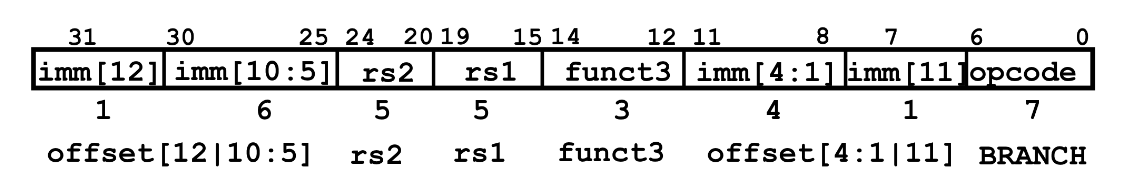 31 30 25 24 20 19 15 14 12 11 8 7 6 0
imm[12] imm[10:5] rs2 rs1 funct3 imm[4:1] imm[11] opcode
1 6 5 5 3 4 1 7
offset[12|10:5] rs2 rs1 funct3 offset[4:1|11] BRANCH